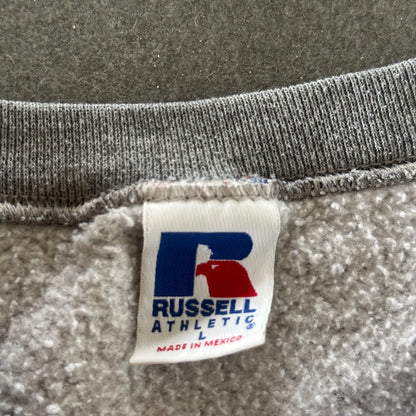 R
RUSSELL
ATHLETIC®
L
MADE IN MEXICO